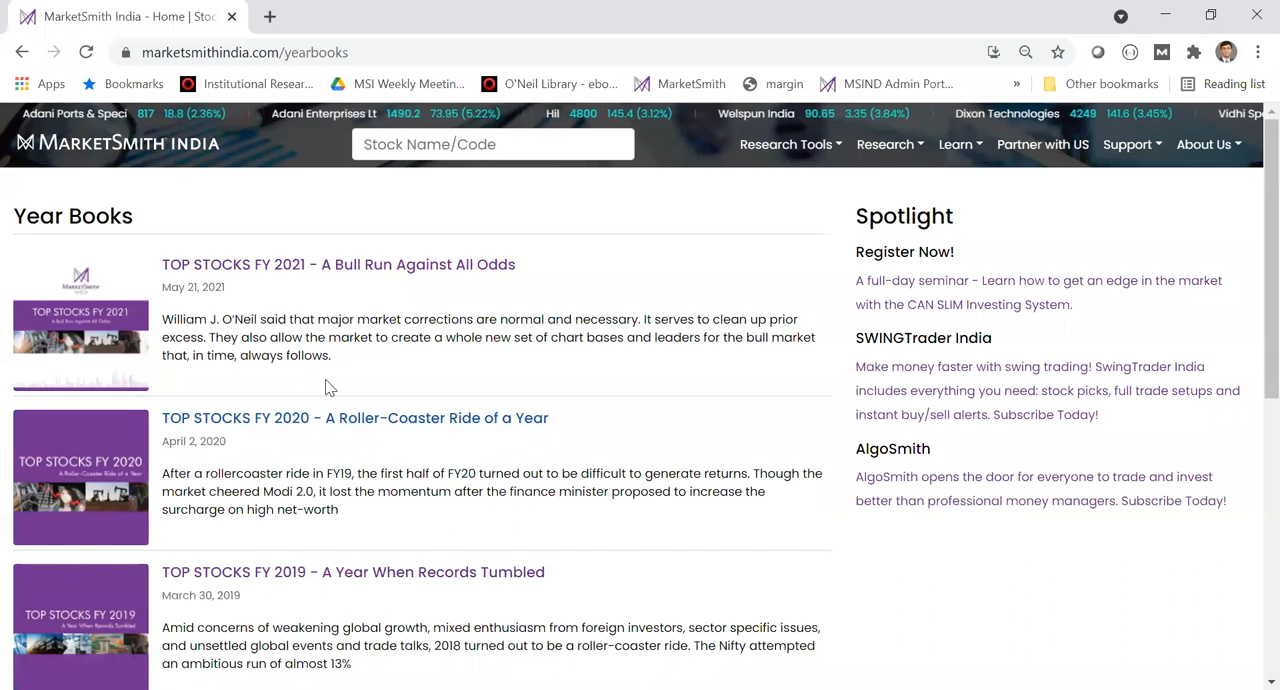 MarketSmith India - Home | Stoc
marketsmithindia.com/yearbooks
Apps Bookmarks Institutional Resear... MSI Weekly Meetin... O'Neil Library - ebo... MarketSmith margin MSIND Admin Port... » Other bookmarks Reading list
Adani Ports & Speci 817 18.8 (2.36%) Adani Enterprises Lt 1490.2 73.95 (5.22%) Hil 4800 145.4 (3.12%) Welspun India 90.65 3.35 (3.84%) Dixon Technologies 4249 141.6 (3.45%) Vidhi Spe
MARKETSMITH INDIA
Stock Name/Code
Research Tools Research Learn Partner with US Support About Us
Year Books
MARKETSMITH
INDIA
TOP STOCKS FY 2021
A Bull Run Against All Odds
TOP STOCKS FY 2021 - A Bull Run Against All Odds
May 21, 2021
William J. O'Neil said that major market corrections are normal and necessary. It serves to clean up prior
excess. They also allow the market to create a whole new set of chart bases and leaders for the bull market
that, in time, always follows.
TOP STOCKS FY 2020
A Roller-Coaster Ride of a Year
TOP STOCKS FY 2020 - A Roller-Coaster Ride of a Year
April 2, 2020
After a rollercoaster ride in FY19, the first half of FY20 turned out to be difficult to generate returns. Though the
market cheered Modi 2.0, it lost the momentum after the finance minister proposed to increase the
surcharge on high net-worth
TOP STOCKS FY 2019
A Year When Records Tumbled
TOP STOCKS FY 2019 - A Year When Records Tumbled
March 30, 2019
Amid concerns of weakening global growth, mixed enthusiasm from foreign investors, sector specific issues,
and unsettled global events and trade talks, 2018 turned out to be a roller-coaster ride. The Nifty attempted
an ambitious run of almost 13%
Spotlight
Register Now!
A full-day seminar - Learn how to get an edge in the market
with the CAN SLIM Investing System.
SWINGTrader India
Make money faster with swing trading! SwingTrader India
includes everything you need: stock picks, full trade setups and
instant buy/sell alerts. Subscribe Today!
AlgoSmith
AlgoSmith opens the door for everyone to trade and invest
better than professional money managers. Subscribe Today!